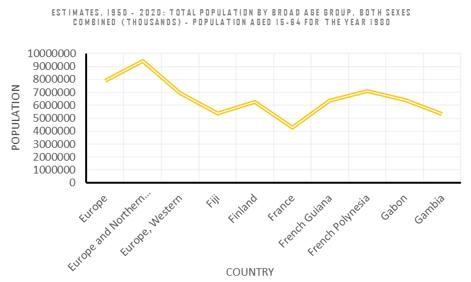 ESTIMATES, 1950 - 2020: TOTAL POPULATION BY BROAD AGE GROUP, BOTH SEXES
COMBINED (THOUSANDS) - POPULATION AGED 15-64 FOR THE YEAR 1980
POPULATION
10000000
9000000
8000000
7000000
6000000
5000000
4000000
3000000
2000000
1000000
0
Europe
Europe and Northern...
Europe, Western
Fiji
Finland
France
French Guiana
French Polynesia
Gabon
Gambia
COUNTRY